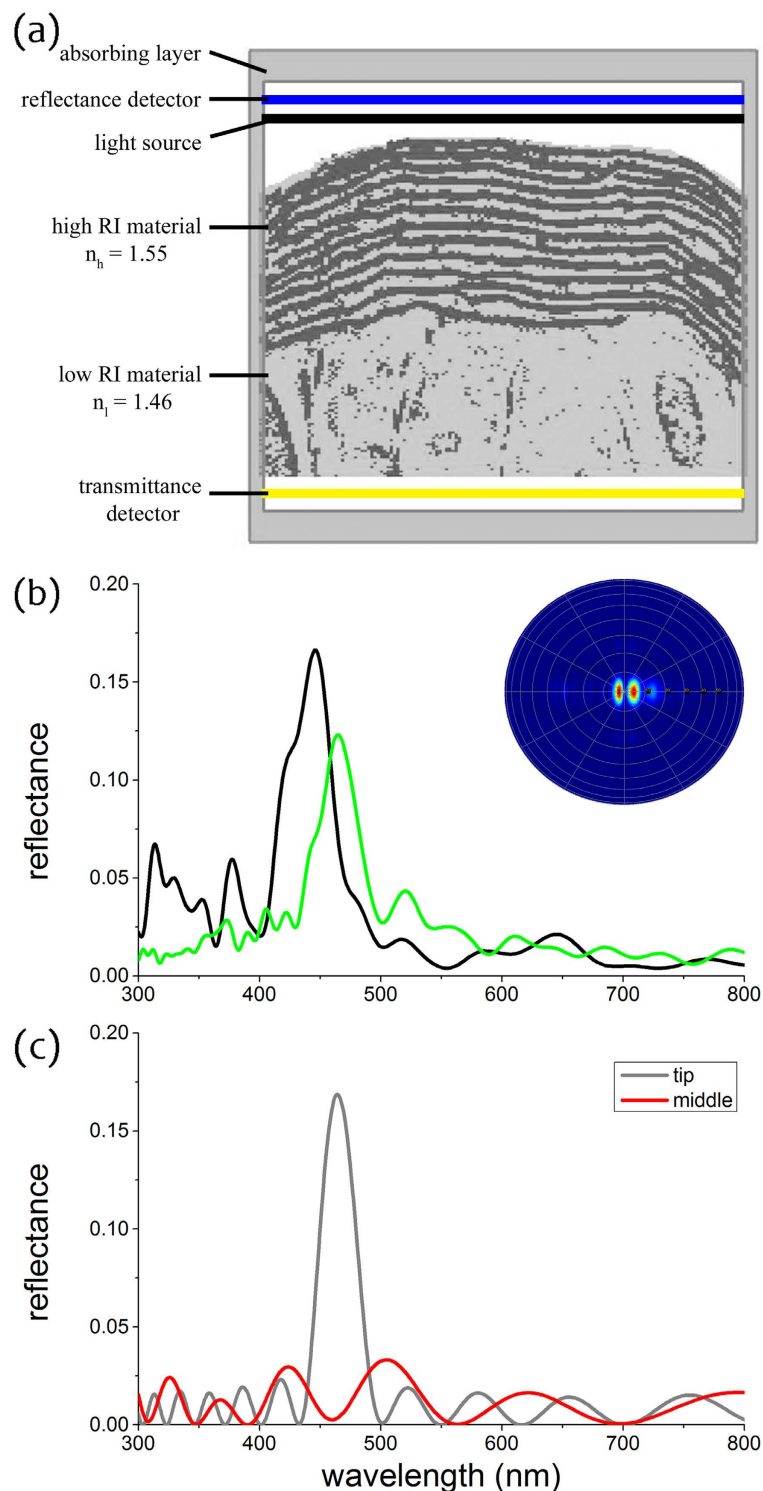 (a)
absorbing layer
reflectance detector
light source
high RI material
nh = 1.55
low RI material
nl = 1.46
transmittance
detector
(b)
0.20
0.15
0.10
0.05
0.00
reflectance
300 400 500 600 700 800
(c)
0.20
0.15
0.10
0.05
0.00
reflectance
tip
middle
300 400 500 600 700 800
wavelength (nm)